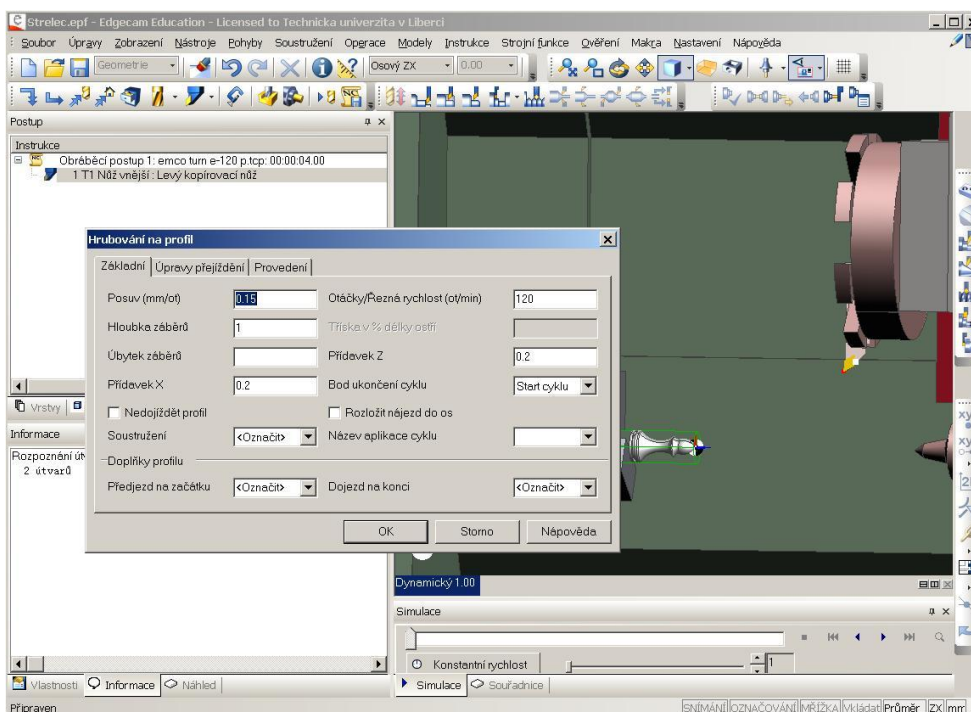 Strelec.epf - Edgecam Education - Licensed to Technicka univerzita v Liberci
Soubor Úpravy Zobrazení Nástroje Pohyby Soustružení Operace Modely Instrukce Strojní funkce Ověření Makra Nastavení Nápověda
Geometrie Osový ZX 0.00
Postup
Instrukce
Obráběcí postup 1: emco turn e-120 p.tcp: 00:00:04.00
1 T1 Nůž vnější : Levý kopírovací nůž
Hrubování na profil
Základní Úpravy přejíždění Provedení
Posuv (mm/ot) 0.15 Otáčky/Řezná rychlost (ot/min) 120
Hloubka záběrů 1 Tříska v % délky ostří
Úbytek záběrů Přídavek Z 0.2
Přídavek X 0.2 Bod ukončení cyklu Start cyklu
Nedojíždět profil Rozložit nájezd do os
Soustružení <Označit> Název aplikace cyklu
Doplňky profilu
Předjezd na začátku <Označit> Dojezd na konci <Označit>
OK Storno Nápověda
Vrstvy
Informace
Rozpoznání
2 útvarů
Dynamický 1.00
Simulace
Konstantní rychlost 1
Vlastnosti Informace Náhled Simulace Souřadnice
Připraven SNÍMÁNÍ OZNAČOVÁNÍ MŘÍŽKA Vkládat Průměr ZX mm